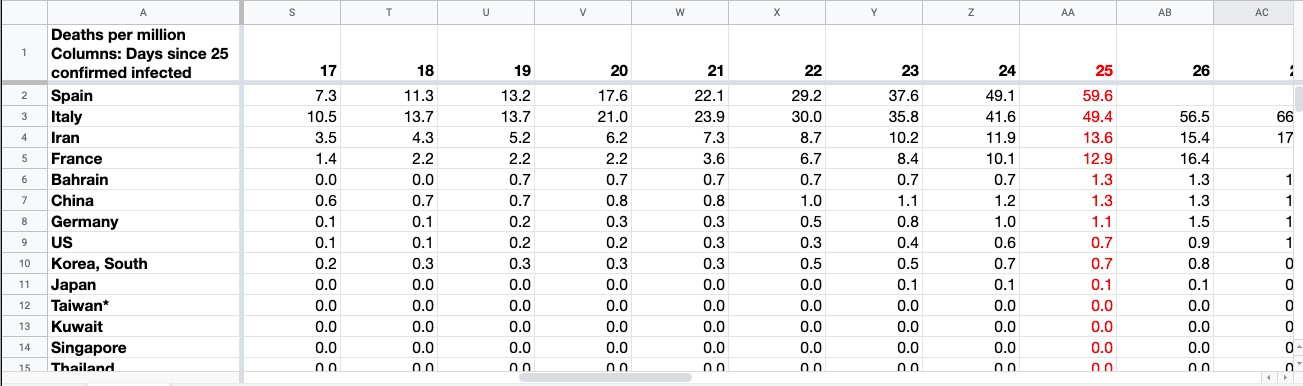 A S T U V W X Y Z AA AB AC
1 Deaths per million
Columns: Days since 25
confirmed infected 17 18 19 20 21 22 23 24 25 26
2 Spain 7.3 11.3 13.2 17.6 22.1 29.2 37.6 49.1 59.6
3 Italy 10.5 13.7 13.7 21.0 23.9 30.0 35.8 41.6 49.4 56.5 66
4 Iran 3.5 4.3 5.2 6.2 7.3 8.7 10.2 11.9 13.6 15.4 17
5 France 1.4 2.2 2.2 2.2 3.6 6.7 8.4 10.1 12.9 16.4
6 Bahrain 0.0 0.0 0.7 0.7 0.7 0.7 0.7 0.7 1.3 1.3 1
7 China 0.6 0.7 0.7 0.8 0.8 1.0 1.1 1.2 1.3 1.3 1
8 Germany 0.1 0.1 0.2 0.3 0.3 0.5 0.8 1.0 1.1 1.5 1
9 US 0.1 0.1 0.2 0.2 0.3 0.3 0.4 0.6 0.7 0.9 1
10 Korea, South 0.2 0.3 0.3 0.3 0.3 0.5 0.5 0.7 0.7 0.8 0
11 Japan 0.0 0.0 0.0 0.0 0.0 0.0 0.1 0.1 0.1 0.1 0
12 Taiwan* 0.0 0.0 0.0 0.0 0.0 0.0 0.0 0.0 0.0 0.0 0
13 Kuwait 0.0 0.0 0.0 0.0 0.0 0.0 0.0 0.0 0.0 0.0 0
14 Singapore 0.0 0.0 0.0 0.0 0.0 0.0 0.0 0.0 0.0 0.0 0
15 Thailand 0.0 0.0 0.0 0.0 0.0 0.0 0.0 0.0 0.0 0.0 0